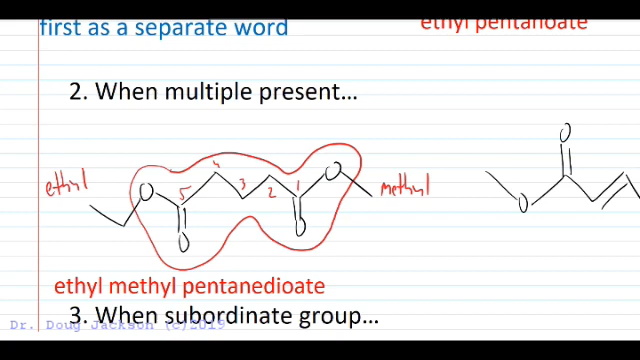 first as a separate word
ethyl pentanoate
2. When multiple present...
O
O
4
ethyl
O
5
3
2
1
methyl
O
O
O
ethyl methyl pentanedioate
3. When subordinate group...
Dr. Doug Jackson (c)2019